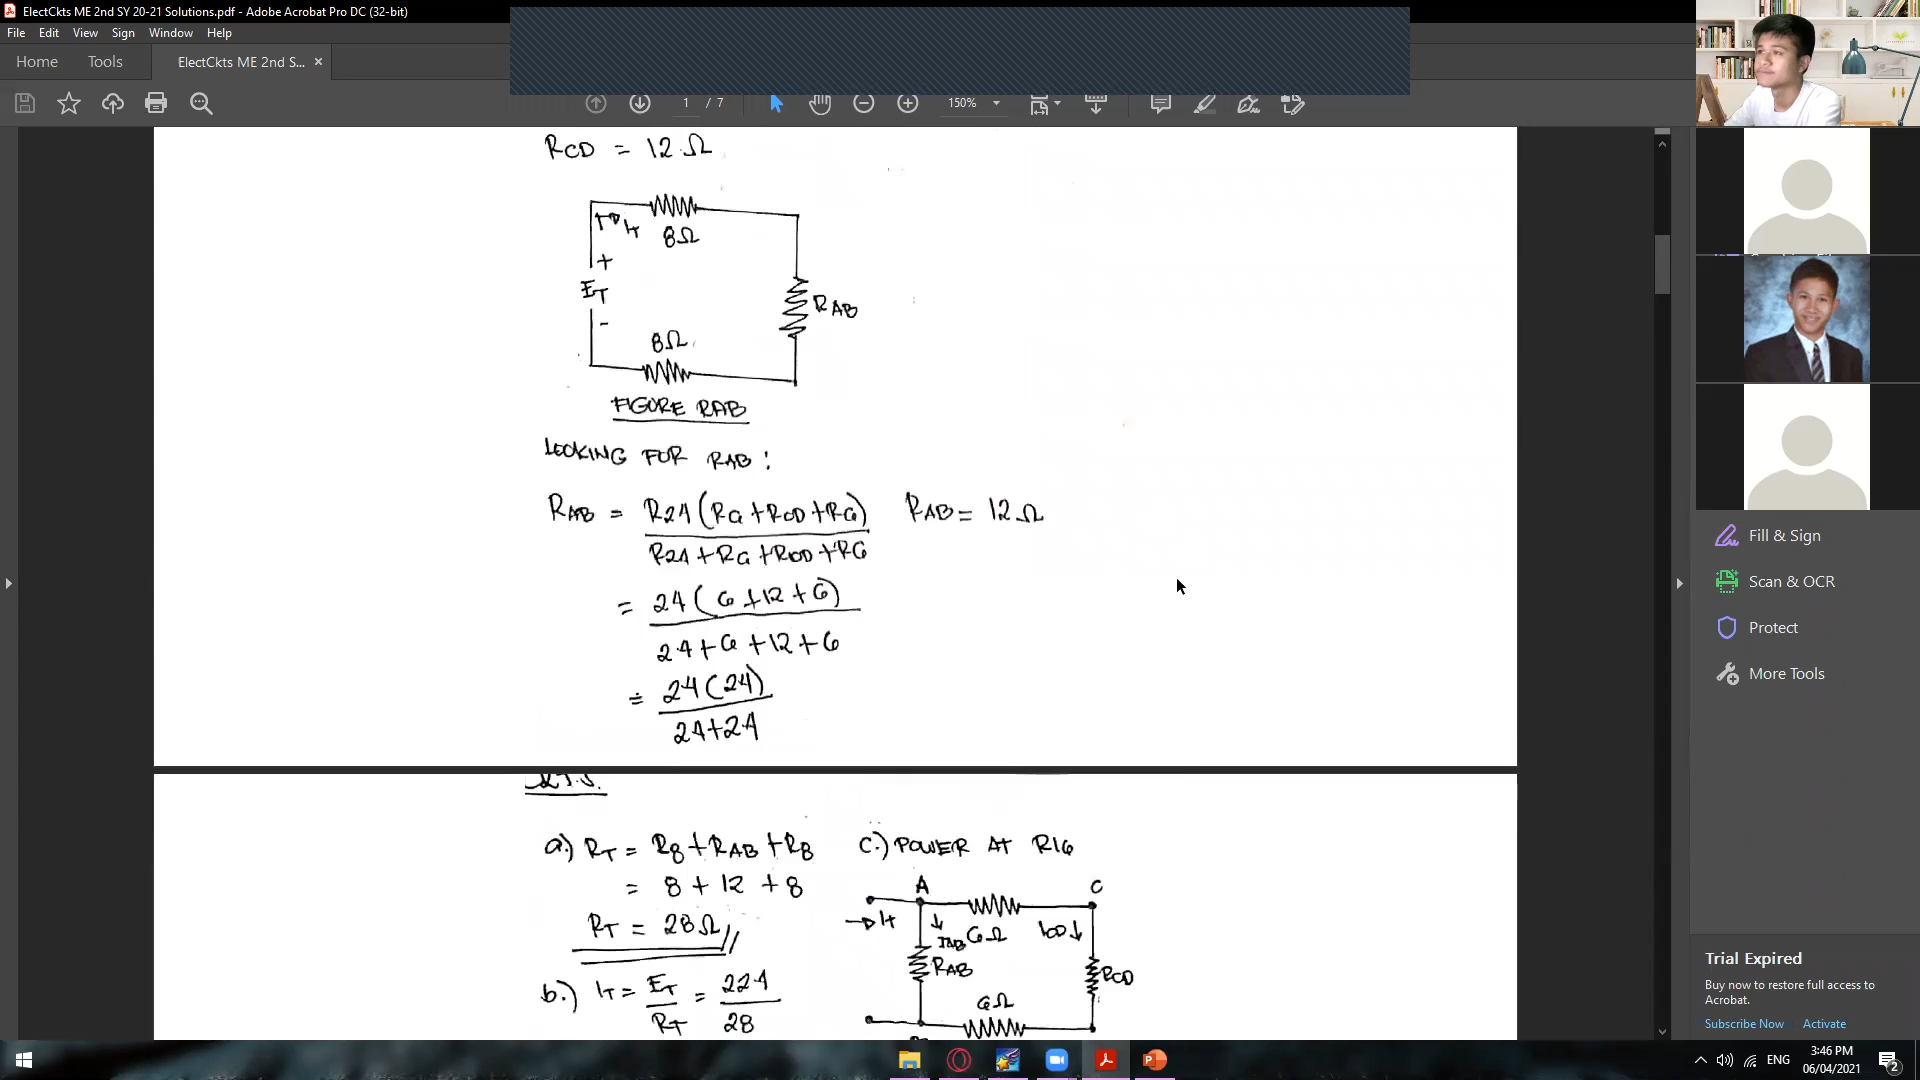 ElectCkts ME 2nd SY 20-21 Solutions.pdf - Adobe Acrobat Pro DC (32-bit)
File Edit View Sign Window Help
Home Tools ElectCkts ME 2nd S... ×
1 / 7 150%
RCD = 12 Ω
IT
8Ω
+
ET
-
RAB
8Ω
FIGURE RAB
LOOKING FOR RAB :
RAB = R24 (R6 + RCD + R6) RAB = 12 Ω
R24 + R6 + RCD + R6
= 24 ( 6 + 12 + 6 )
24 + 6 + 12 + 6
= 24 (24)
24+24
a.) RT = R8 + RAB + R8 C.) POWER AT R16
= 8 + 12 + 8
RT = 28Ω
A C
IT
IAB 6Ω ICD
RAB RCD
6Ω
b.) IT = ET = 224
RT 28
Fill & Sign
Scan & OCR
Protect
More Tools
Trial Expired
Buy now to restore full access to
Acrobat.
Subscribe Now Activate
ENG
3:46 PM
06/04/2021
2